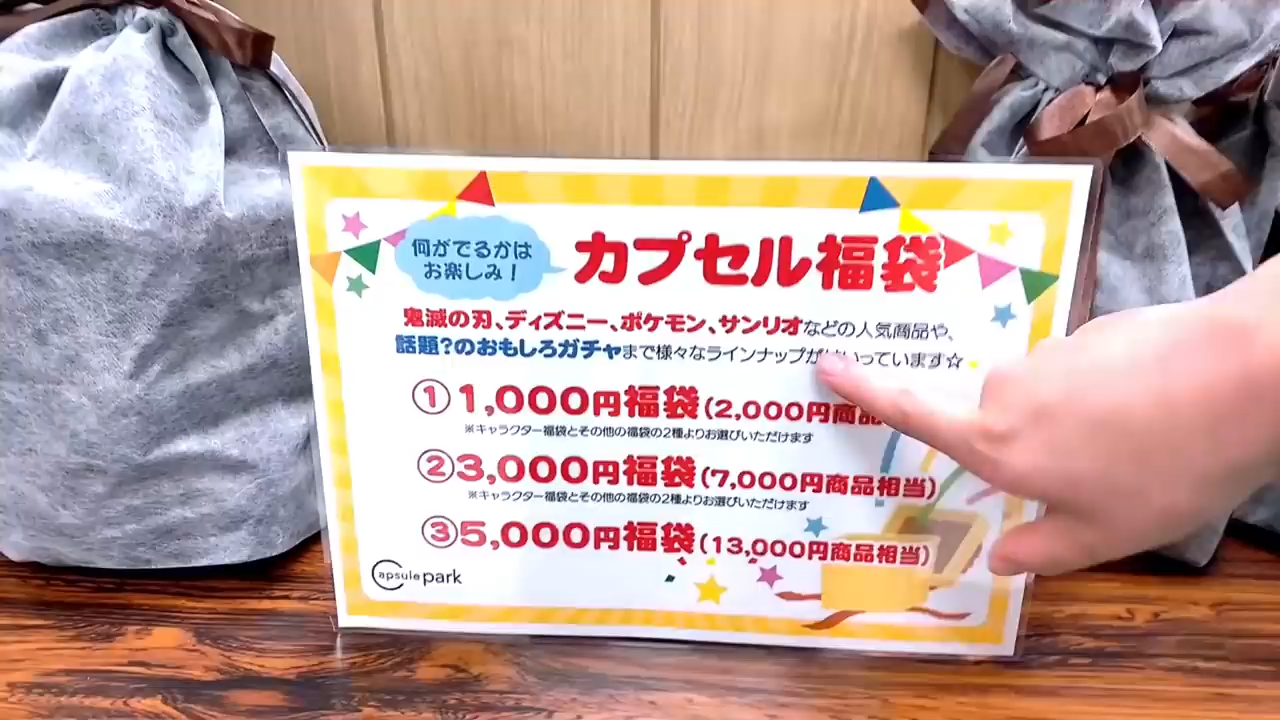 何がでるかは
お楽しみ！
カプセル福袋
鬼滅の刃、ディズニー、ポケモン、サンリオなどの人気商品や、
話題?のおもしろガチャまで様々なラインナップがはいっています☆
①1,000円福袋(2,000円商品
※キャラクター福袋とその他の福袋の2種よりお選びいただけます
②3,000円福袋(7,000円商品相当)
※キャラクター福袋とその他の福袋の2種よりお選びいただけます
③5,000円福袋(13,000円商品相当)
Capsule park